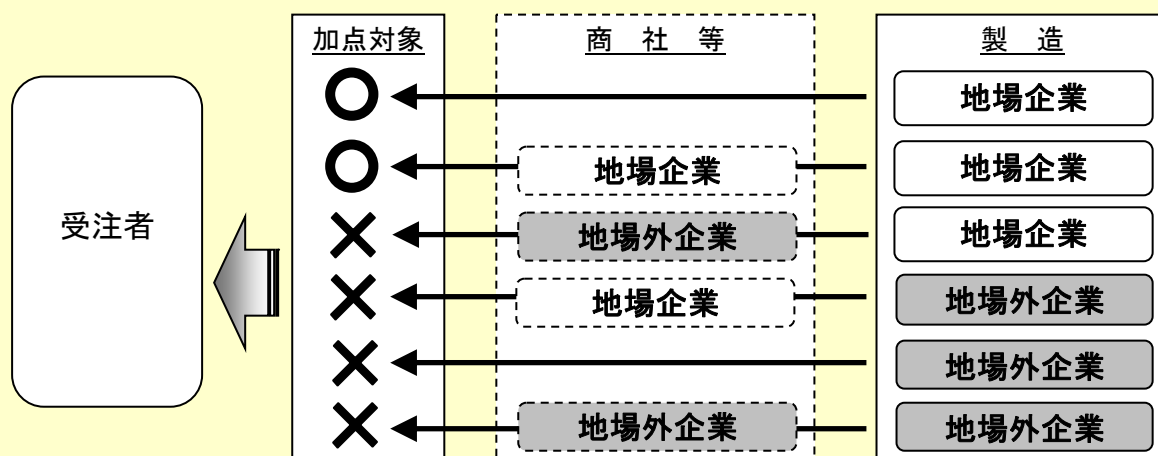 加点対象 商 社 等 製 造
地場企業
地場企業 地場企業
受注者
地場外企業 地場企業
地場企業 地場外企業
地場外企業
地場外企業 地場外企業